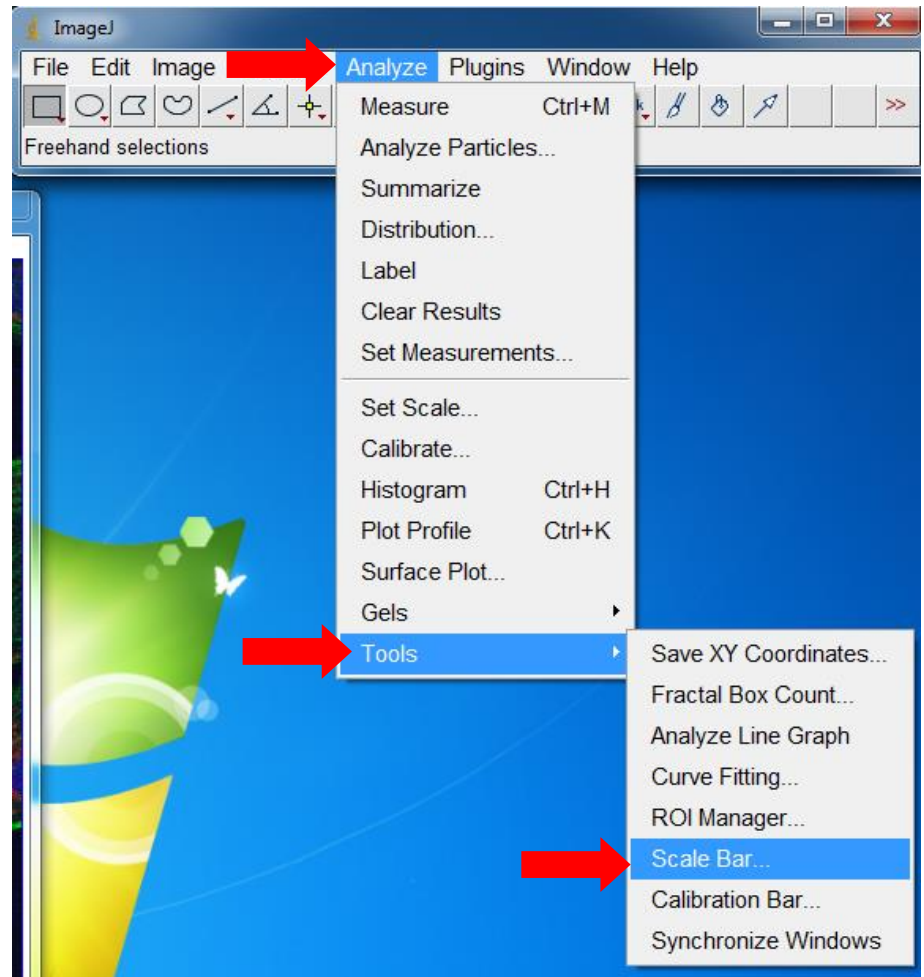 ImageJ
File Edit Image Analyze Plugins Window Help
Freehand selections
Measure Ctrl+M
Analyze Particles...
Summarize
Distribution...
Label
Clear Results
Set Measurements...
Set Scale...
Calibrate...
Histogram Ctrl+H
Plot Profile Ctrl+K
Surface Plot...
Gels
Tools
Save XY Coordinates...
Fractal Box Count...
Analyze Line Graph
Curve Fitting...
ROI Manager...
Scale Bar...
Calibration Bar...
Synchronize Windows
>>